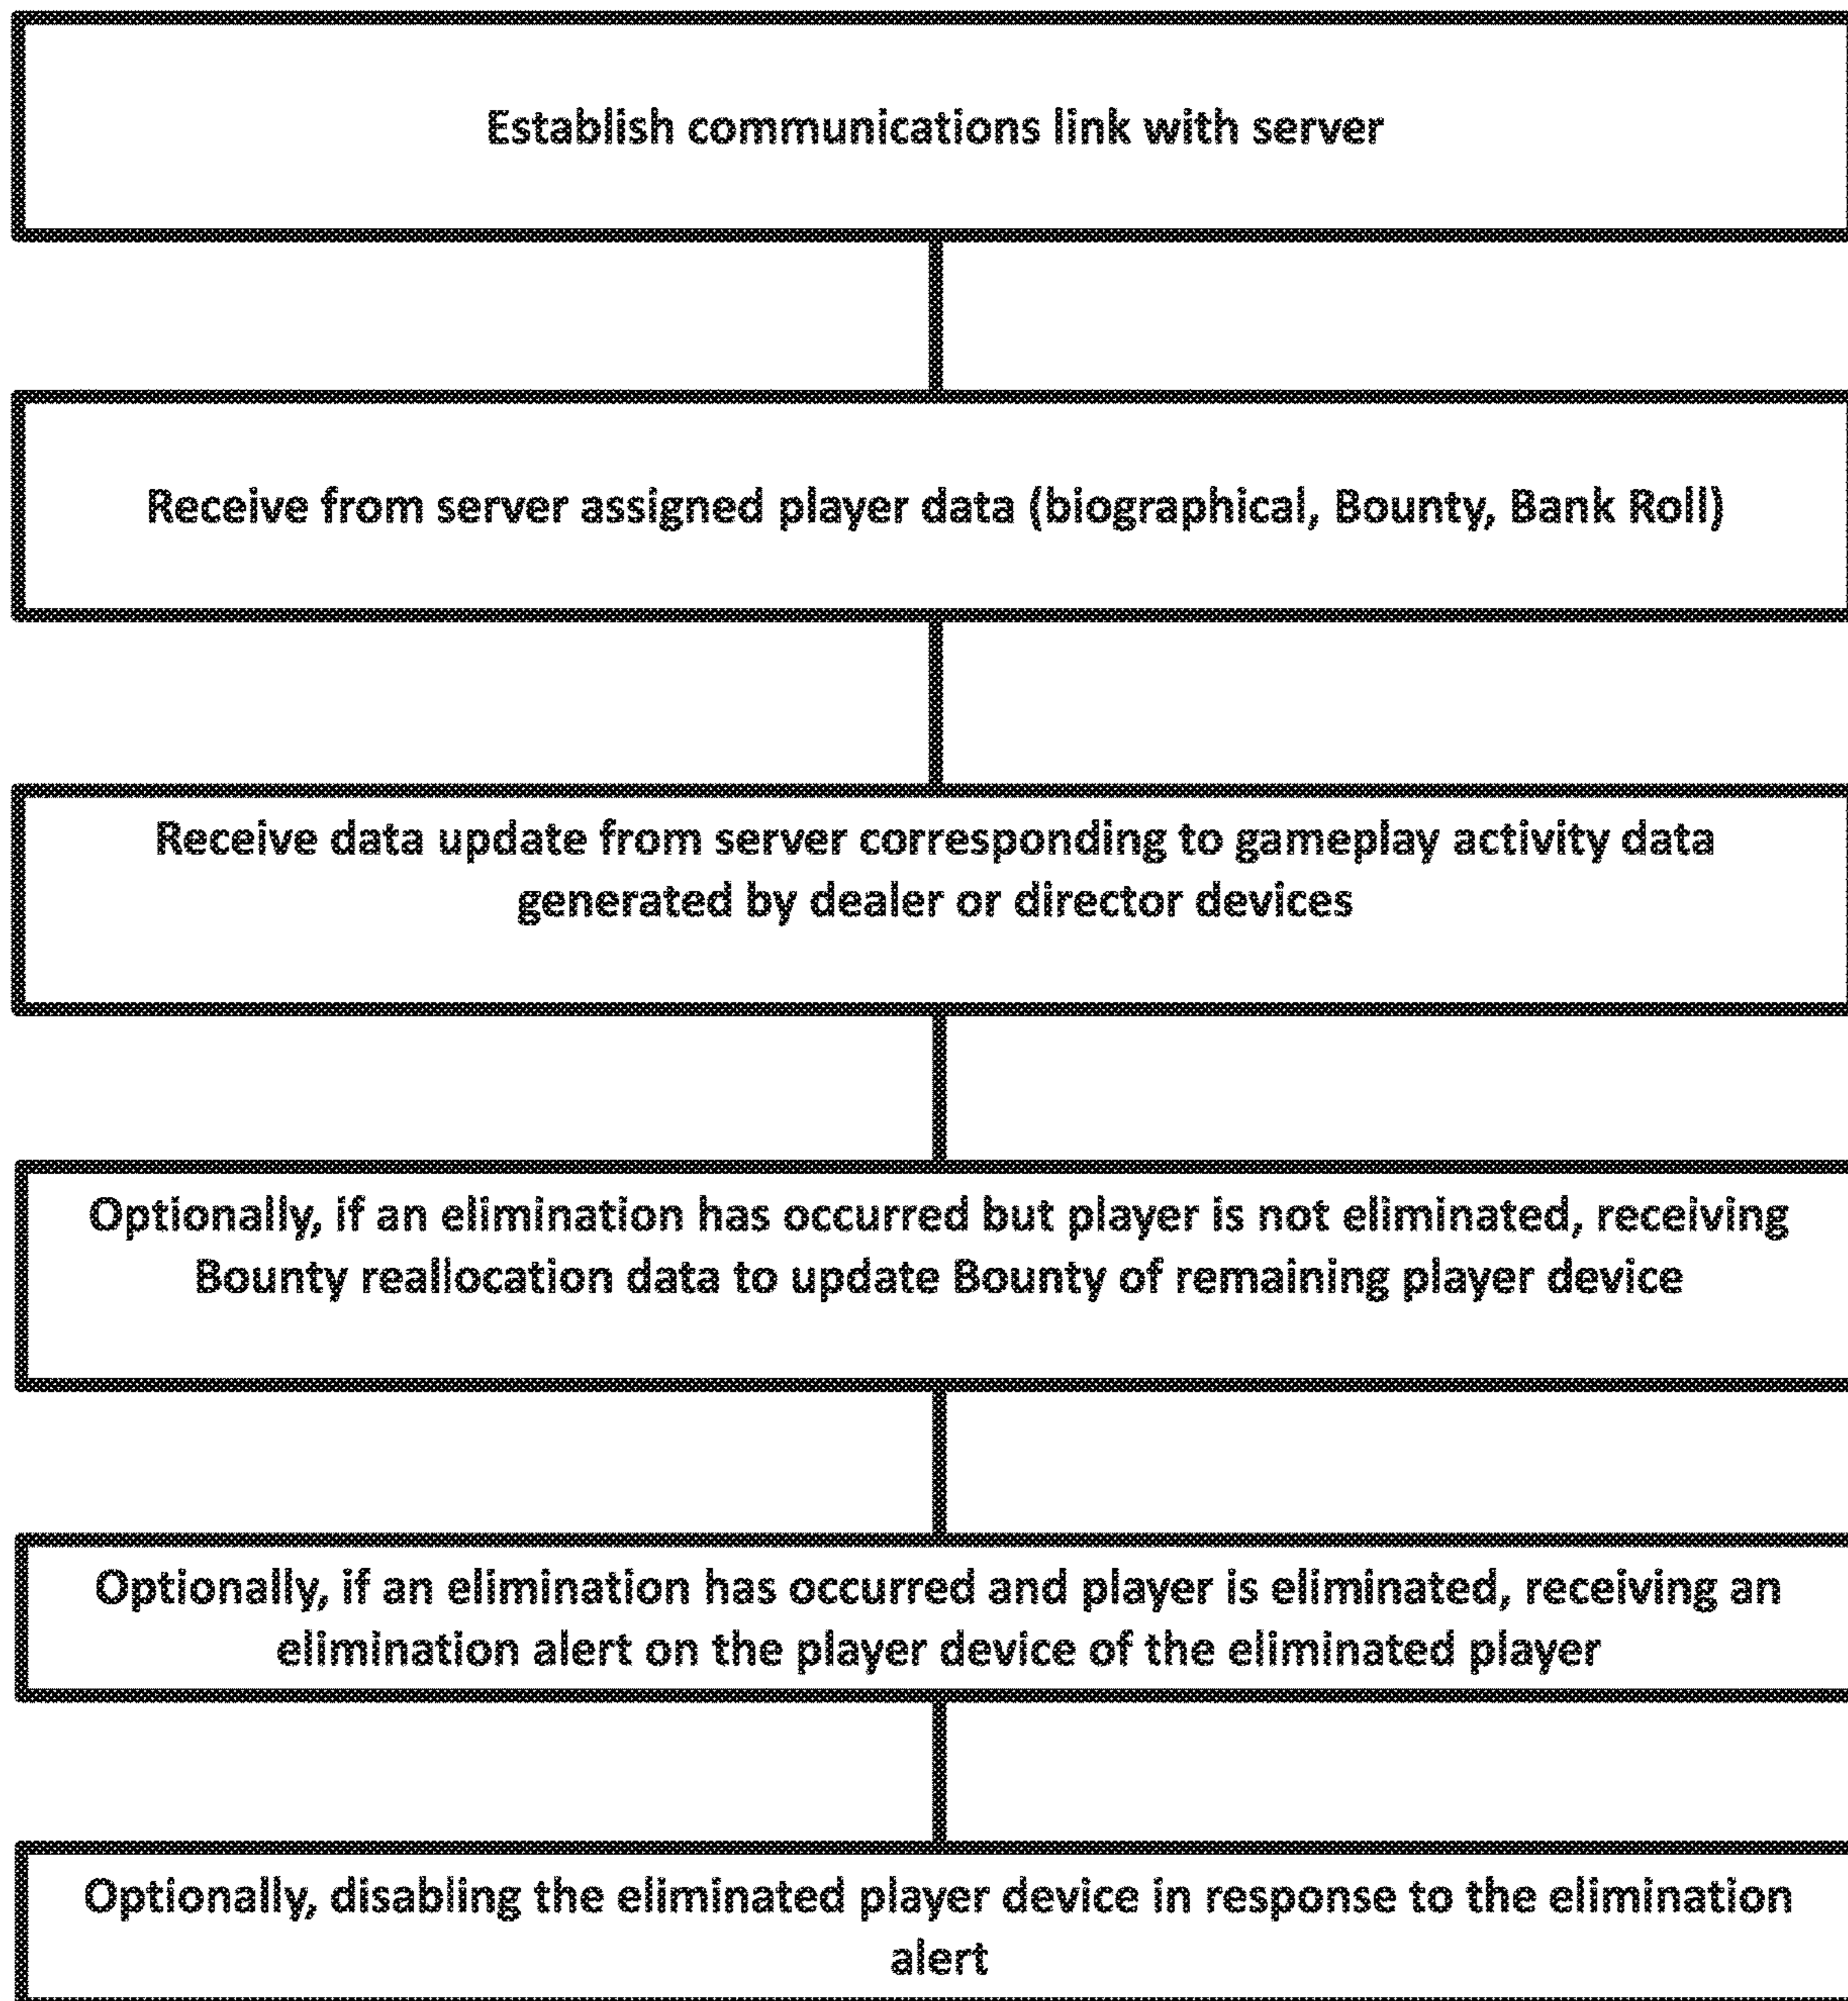 Establish communications link with server
Receive from server assigned player data (biographical, Bounty, Bank Roll)
Receive data update from server corresponding to gameplay activity data
generated by dealer or director devices
Optionally, if an elimination has occurred but player is not eliminated, receiving
Bounty reallocation data to update Bounty of remaining player device
Optionally, if an elimination has occurred and player is eliminated, receiving an
elimination alert on the player device of the eliminated player
Optionally, disabling the eliminated player device in response to the elimination
alert